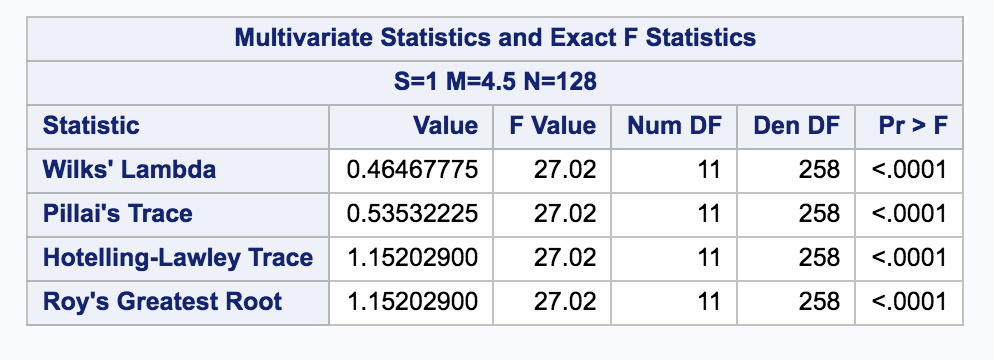 Multivariate Statistics and Exact F Statistics
S=1 M=4.5 N=128
Statistic Value F Value Num DF Den DF Pr > F
Wilks' Lambda 0.46467775 27.02 11 258 <.0001
Pillai's Trace 0.53532225 27.02 11 258 <.0001
Hotelling-Lawley Trace 1.15202900 27.02 11 258 <.0001
Roy's Greatest Root 1.15202900 27.02 11 258 <.0001